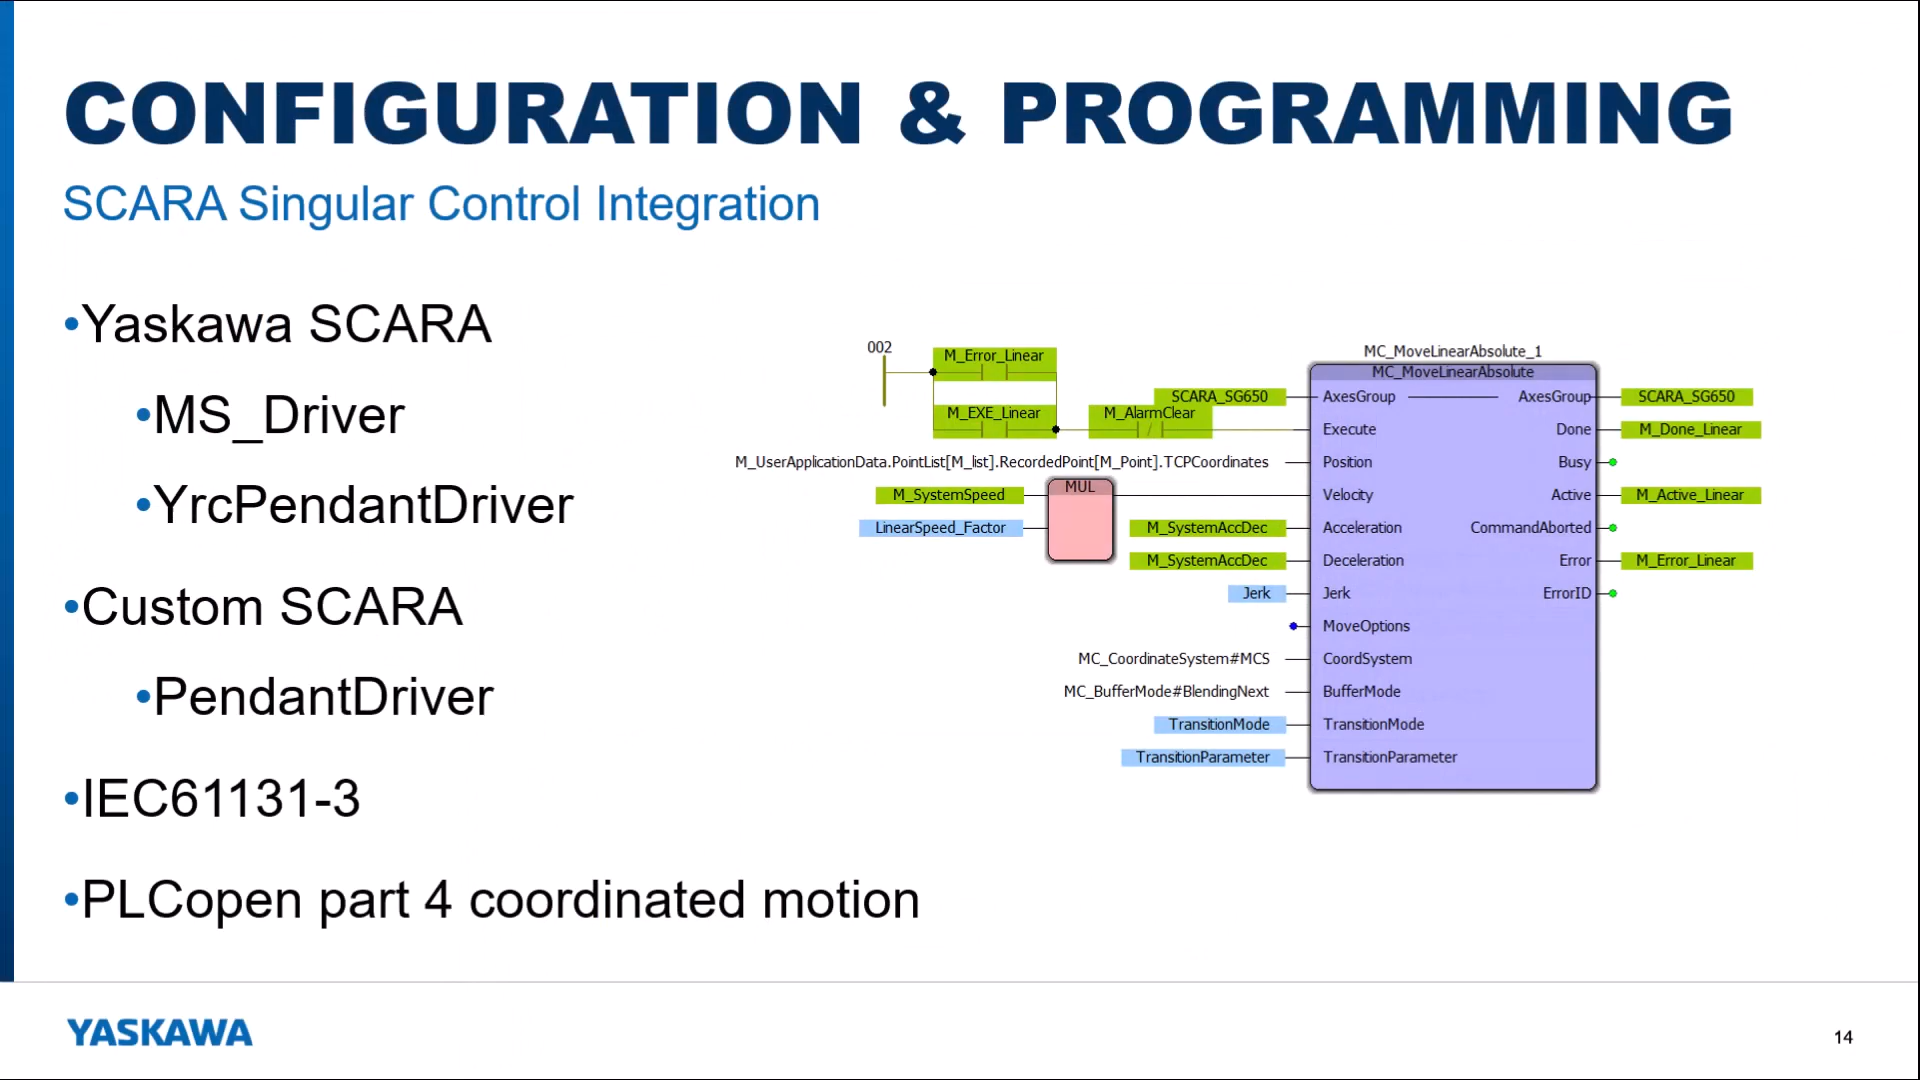 CONFIGURATION & PROGRAMMING
SCARA Singular Control Integration
•Yaskawa SCARA
•MS_Driver
•YrcPendantDriver
•Custom SCARA
•PendantDriver
•IEC61131-3
•PLCopen part 4 coordinated motion
002
M_Error_Linear
M_EXE_Linear
M_AlarmClear
SCARA_SG650
M_UserApplicationData.PointList[M_list].RecordedPoint[M_Point].TCPCoordinates
M_SystemSpeed
LinearSpeed_Factor
MUL
M_SystemAccDec
M_SystemAccDec
Jerk
MC_CoordinateSystem#MCS
MC_BufferMode#BlendingNext
TransitionMode
TransitionParameter
MC_MoveLinearAbsolute_1
MC_MoveLinearAbsolute
AxesGroup AxesGroup
Execute Done
Position Busy
Velocity Active
Acceleration CommandAborted
Deceleration Error
Jerk ErrorID
MoveOptions
CoordSystem
BufferMode
TransitionMode
TransitionParameter
SCARA_SG650
M_Done_Linear
M_Active_Linear
M_Error_Linear
YASKAWA
14